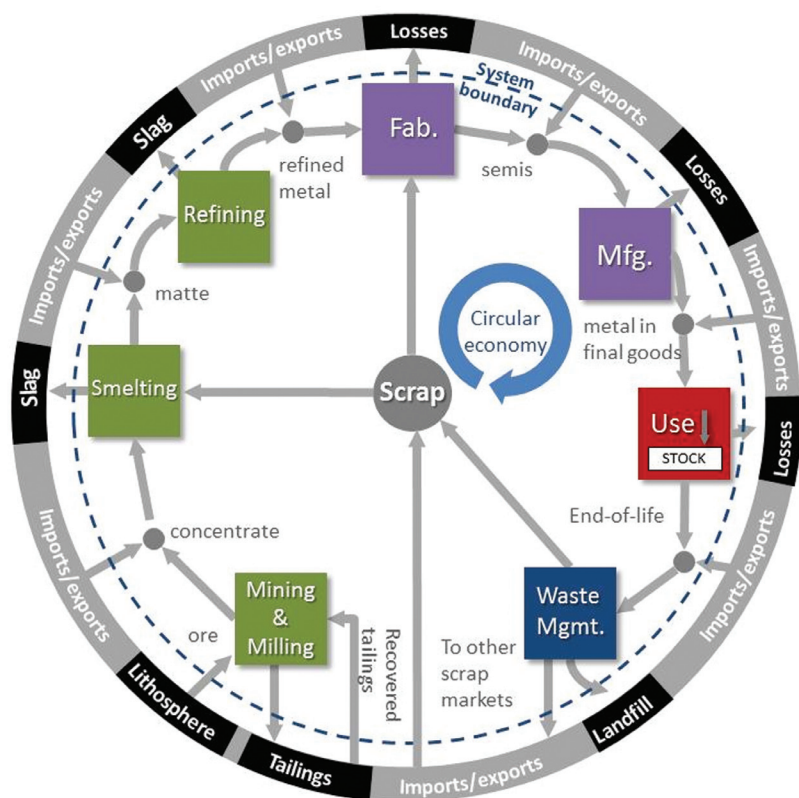 Losses
Imports/exports
Imports/exports
System
boundary
Slag
Fab.
refined
metal
semis
Losses
Refining
Mfg.
Imports/exports
matte
Circular
economy
metal in
final goods
Imports/exports
Slag
Smelting
Scrap
Use
STOCK
Losses
concentrate
End-of-life
Imports/exports
Mining
&
Milling
ore
Recovered
tailings
Waste
Mgmt.
To other
scrap
markets
Imports/exports
Lithosphere
Tailings
Imports/exports
Landfill